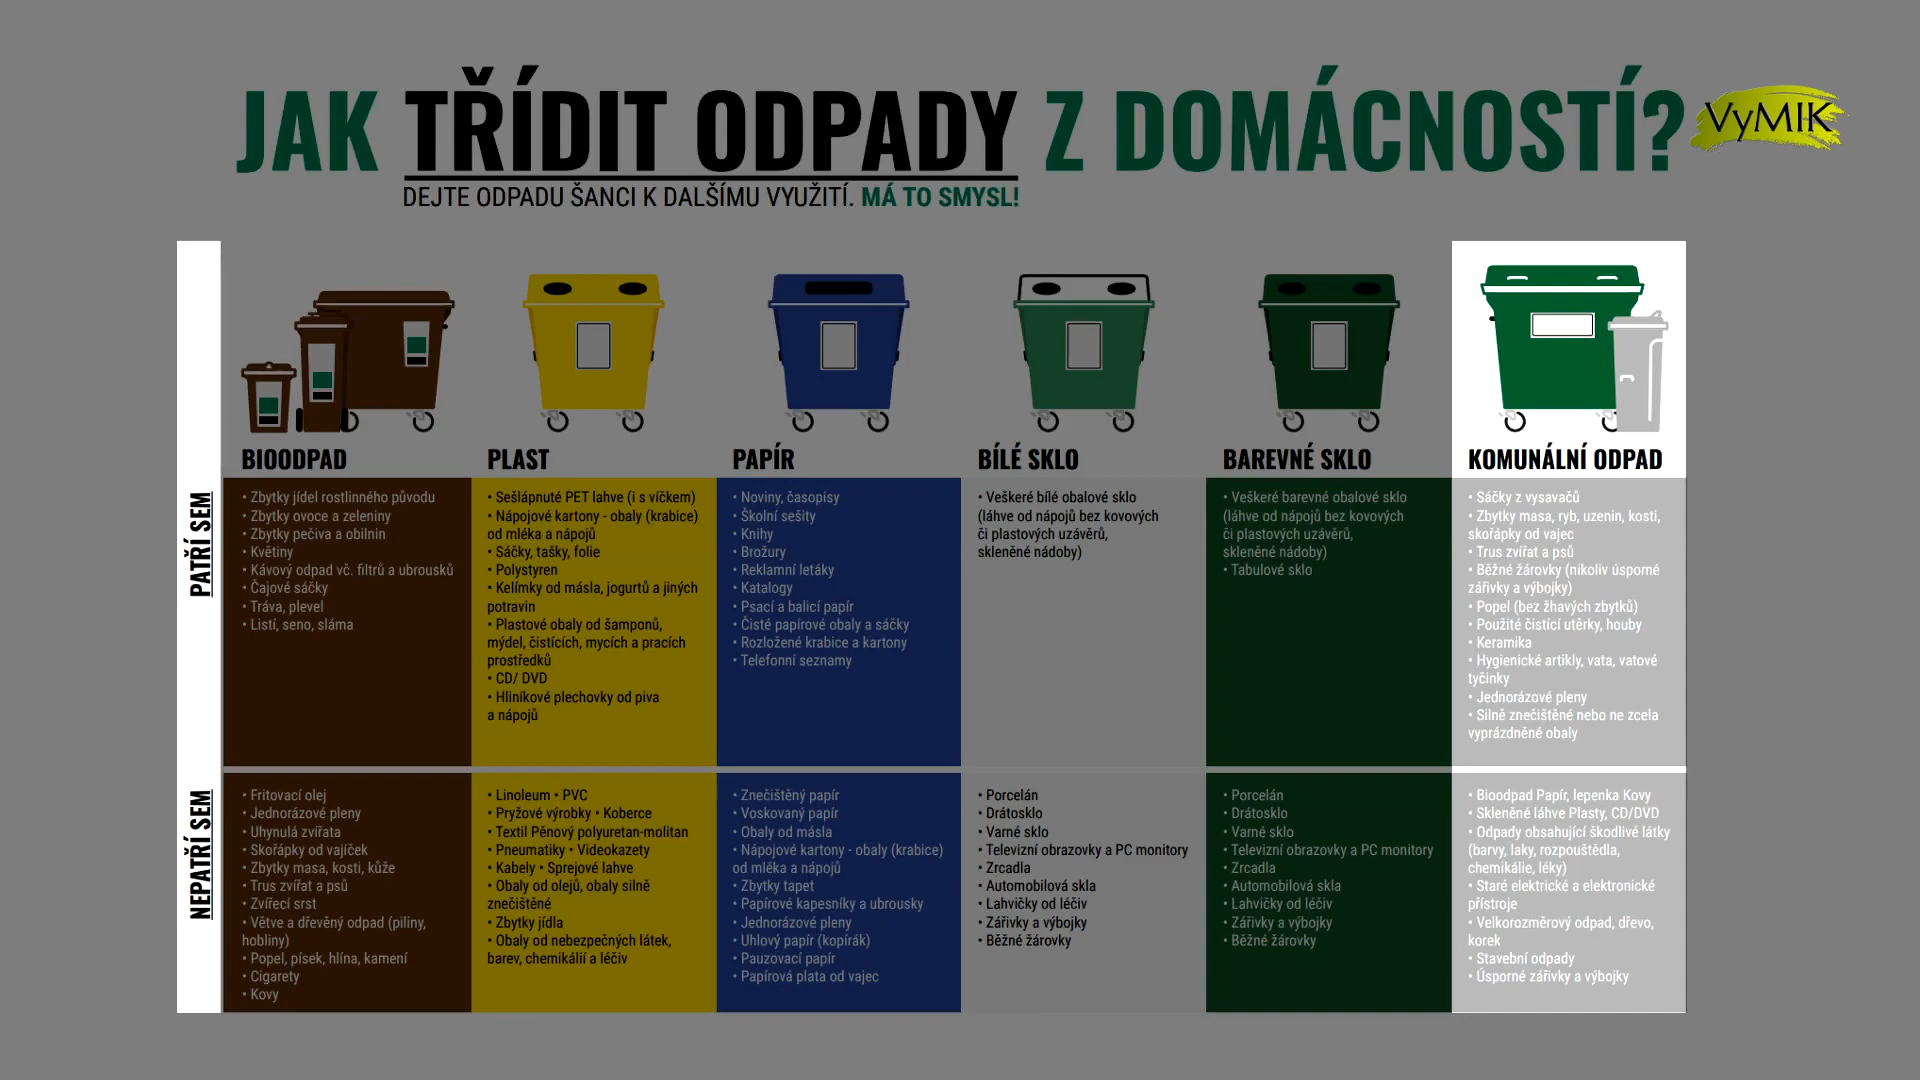 JAK TŘÍDIT ODPADY Z DOMÁCNOSTÍ?
VyMIK
DEJTE ODPADU ŠANCI K DALŠÍMU VYUŽITÍ. MÁ TO SMYSL!
PATŘÍ SEM
NEPATŘÍ SEM
BIOODPAD
• Zbytky jídel rostlinného původu
• Zbytky ovoce a zeleniny
• Zbytky pečiva a obilnin
• Květiny
• Kávový odpad vč. filtrů a ubrousků
• Čajové sáčky
• Tráva, plevel
• Listí, seno, sláma
• Fritovací olej
• Jednorázové pleny
• Uhynulá zvířata
• Skořápky od vajíček
• Zbytky masa, kosti, kůže
• Trus zvířat a psů
• Zvířecí srst
• Větve a dřevěný odpad (piliny,
hobliny)
• Popel, písek, hlína, kamení
• Cigarety
• Kovy
PLAST
• Sešlápnuté PET lahve (i s víčkem)
• Nápojové kartony - obaly (krabice)
od mléka a nápojů
• Sáčky, tašky, folie
• Polystyren
• Kelímky od másla, jogurtů a jiných
potravin
• Plastové obaly od šamponů,
mýdel, čistících, mycích a pracích
prostředků
• CD/ DVD
• Hliníkové plechovky od piva
a nápojů
• Linoleum • PVC
• Pryžové výrobky • Koberce
• Textil Pěnový polyuretan-molitan
• Pneumatiky • Videokazety
• Kabely • Sprejové lahve
• Obaly od olejů, obaly silně
znečištěné
• Zbytky jídla
• Obaly od nebezpečných látek,
barev, chemikálií a léčiv
PAPÍR
• Noviny, časopisy
• Školní sešity
• Knihy
• Brožury
• Reklamní letáky
• Katalogy
• Psací a balicí papír
• Čisté papírové obaly a sáčky
• Rozložené krabice a kartony
• Telefonní seznamy
• Znečištěný papír
• Voskovaný papír
• Obaly od másla
• Nápojové kartony - obaly (krabice)
od mléka a nápojů
• Zbytky tapet
• Papírové kapesníky a ubrousky
• Jednorázové pleny
• Uhlový papír (kopírák)
• Pauzovací papír
• Papírová plata od vajec
BÍLÉ SKLO
• Veškeré bílé obalové sklo
(láhve od nápojů bez kovových
či plastových uzávěrů,
skleněné nádoby)
• Porcelán
• Drátosklo
• Varné sklo
• Televizní obrazovky a PC monitory
• Zrcadla
• Automobilová skla
• Lahvičky od léčiv
• Zářivky a výbojky
• Běžné žárovky
BAREVNÉ SKLO
• Veškeré barevné obalové sklo
(láhve od nápojů bez kovových
či plastových uzávěrů,
skleněné nádoby)
• Tabulové sklo
• Porcelán
• Drátosklo
• Varné sklo
• Televizní obrazovky a PC monitory
• Zrcadla
• Automobilová skla
• Lahvičky od léčiv
• Zářivky a výbojky
• Běžné žárovky
KOMUNÁLNÍ ODPAD
• Sáčky z vysavačů
• Zbytky masa, ryb, uzenin, kosti,
skořápky od vajec
• Trus zvířat a psů
• Běžné žárovky (nikoliv úsporné
zářivky a výbojky)
• Popel (bez žhavých zbytků)
• Použité čistící utěrky, houby
• Keramika
• Hygienické artikly, vata, vatové
tyčinky
• Jednorázové pleny
• Silně znečištěné nebo ne zcela
vyprázdněné obaly
• Bioodpad Papír, lepenka Kovy
• Skleněné láhve Plasty, CD/DVD
• Odpady obsahující škodlivé látky
(barvy, laky, rozpouštědla,
chemikálie, léky)
• Staré elektrické a elektronické
přístroje
• Velkorozměrový odpad, dřevo,
korek
• Stavební odpady
• Úsporné zářivky a výbojky